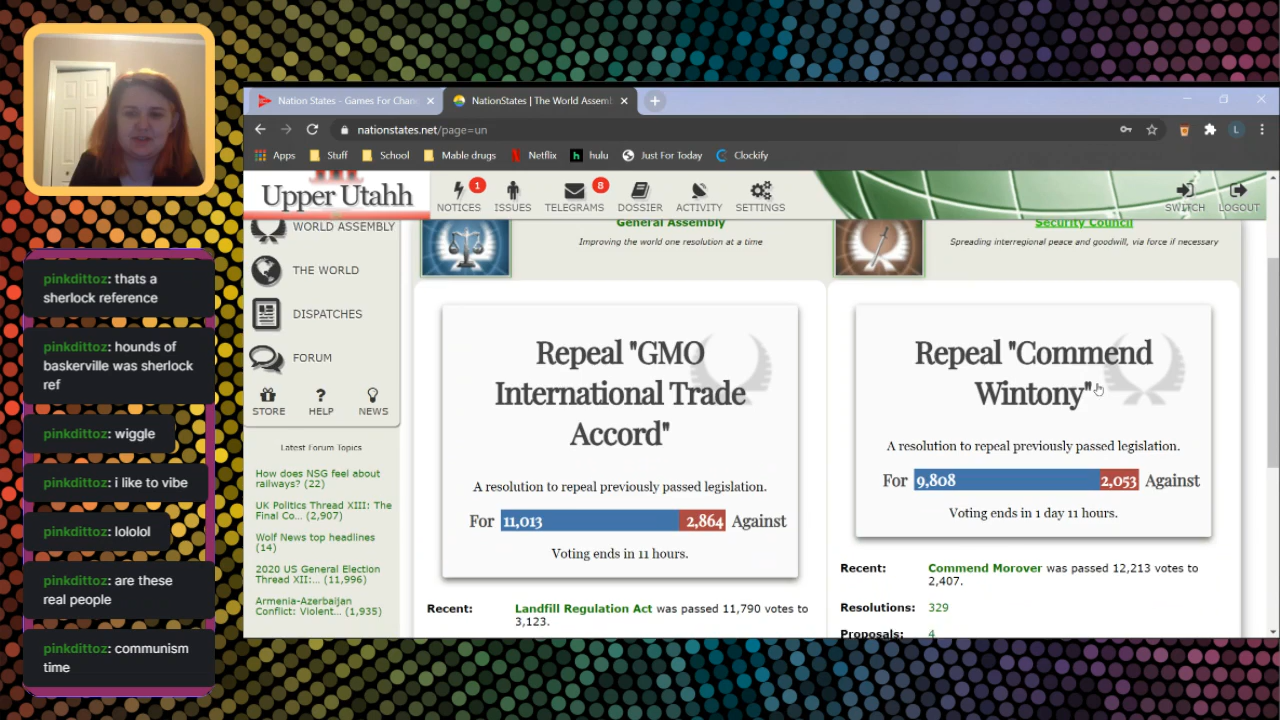 Nation States - Games For Chan
NationStates | The World Assemb
nationstates.net/page=un
L
Apps
Stuff
School
Mable drugs
Netflix
hulu
Just For Today
Clockify
Upper Utahh
1
NOTICES
ISSUES
8
TELEGRAMS
DOSSIER
ACTIVITY
SETTINGS
SWITCH
LOGOUT
WORLD ASSEMBLY
THE WORLD
DISPATCHES
FORUM
STORE
HELP
NEWS
Latest Forum Topics
How does NSG feel about
railways? (22)
UK Politics Thread XIII: The
Final Co... (2,907)
Wolf News top headlines
(14)
2020 US General Election
Thread XII:... (11,996)
Armenia-Azerbaijan
Conflict: Violent... (1,935)
General Assembly
Improving the world one resolution at a time
Repeal "GMO
International Trade
Accord"
A resolution to repeal previously passed legislation.
For 11,013 2,864 Against
Voting ends in 11 hours.
Recent: Landfill Regulation Act was passed 11,790 votes to
3,123.
Security Council
Spreading interregional peace and goodwill, via force if necessary
Repeal "Commend
Wintony"
A resolution to repeal previously passed legislation.
For 9,808 2,053 Against
Voting ends in 1 day 11 hours.
Recent: Commend Morover was passed 12,213 votes to
2,407.
Resolutions: 329
Proposals: 4
pinkdittoz: thats a
sherlock reference
pinkdittoz: hounds of
baskerville was sherlock
ref
pinkdittoz: wiggle
pinkdittoz: i like to vibe
pinkdittoz: lololol
pinkdittoz: are these
real people
pinkdittoz: communism
time